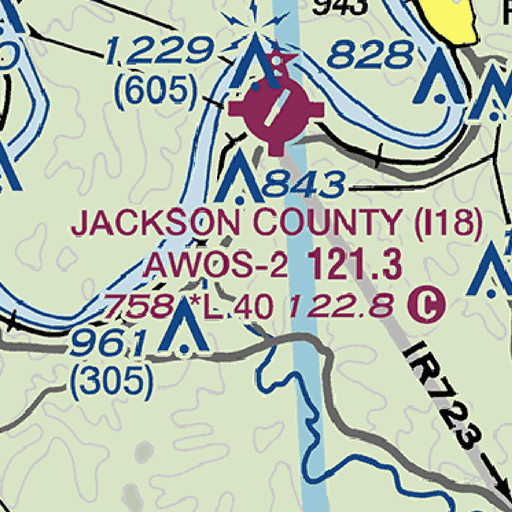 943
1229
(605)
828
843
JACKSON COUNTY (I18)
AWOS-2 121.3
758 *L 40 122.8 C
961
(305)
IR723